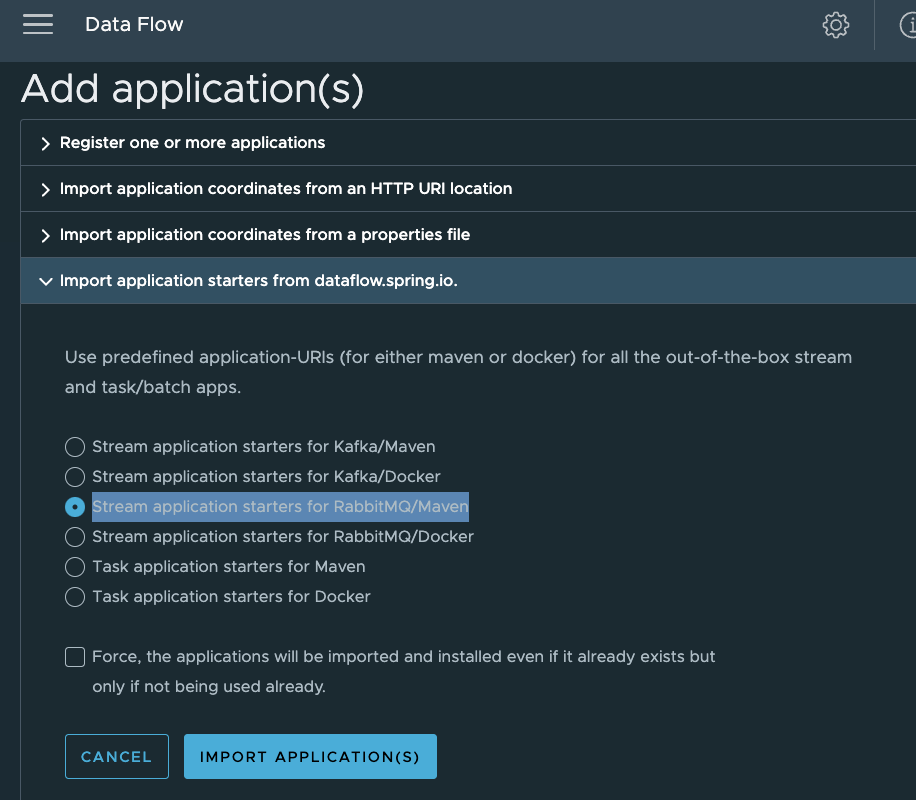 Data Flow
Add application(s)
Register one or more applications
Import application coordinates from an HTTP URI location
Import application coordinates from a properties file
Import application starters from dataflow.spring.io.
Use predefined application-URIs (for either maven or docker) for all the out-of-the-box stream
and task/batch apps.
Stream application starters for Kafka/Maven
Stream application starters for Kafka/Docker
Stream application starters for RabbitMQ/Maven
Stream application starters for RabbitMQ/Docker
Task application starters for Maven
Task application starters for Docker
Force, the applications will be imported and installed even if it already exists but
only if not being used already.
CANCEL
IMPORT APPLICATION(S)